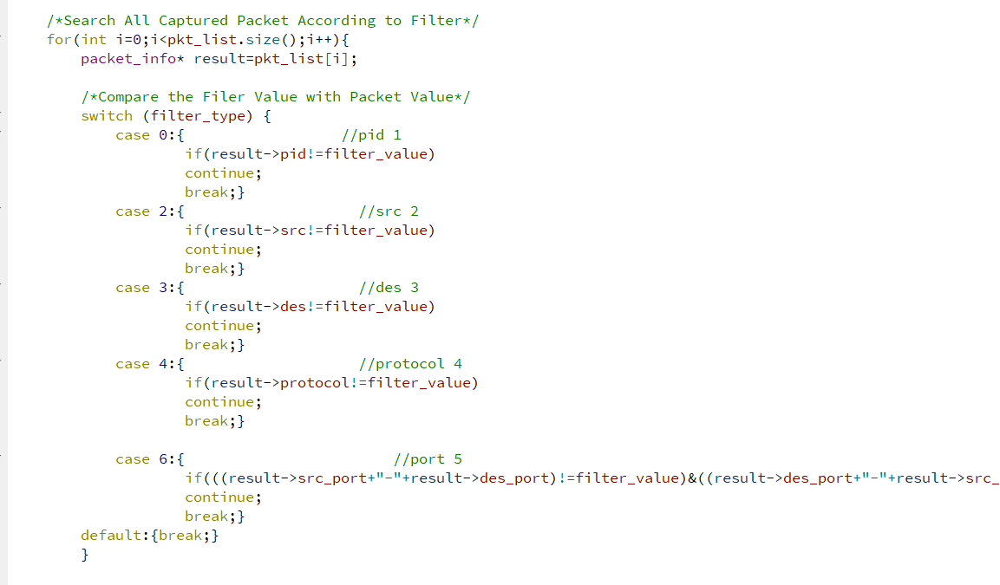 /*Search All Captured Packet According to Filter*/
for(int i=0;i<pkt_list.size();i++){
packet_info* result=pkt_list[i];
/*Compare the Filer Value with Packet Value*/
switch (filter_type) {
case 0:{ //pid 1
if(result->pid!=filter_value)
continue;
break;}
case 2:{ //src 2
if(result->src!=filter_value)
continue;
break;}
case 3:{ //des 3
if(result->des!=filter_value)
continue;
break;}
case 4:{ //protocol 4
if(result->protocol!=filter_value)
continue;
break;}
case 6:{ //port 5
if(((result->src_port+"-"+result->des_port)!=filter_value)&((result->des_port+"-"+result->src_
continue;
break;}
default:{break;}
}